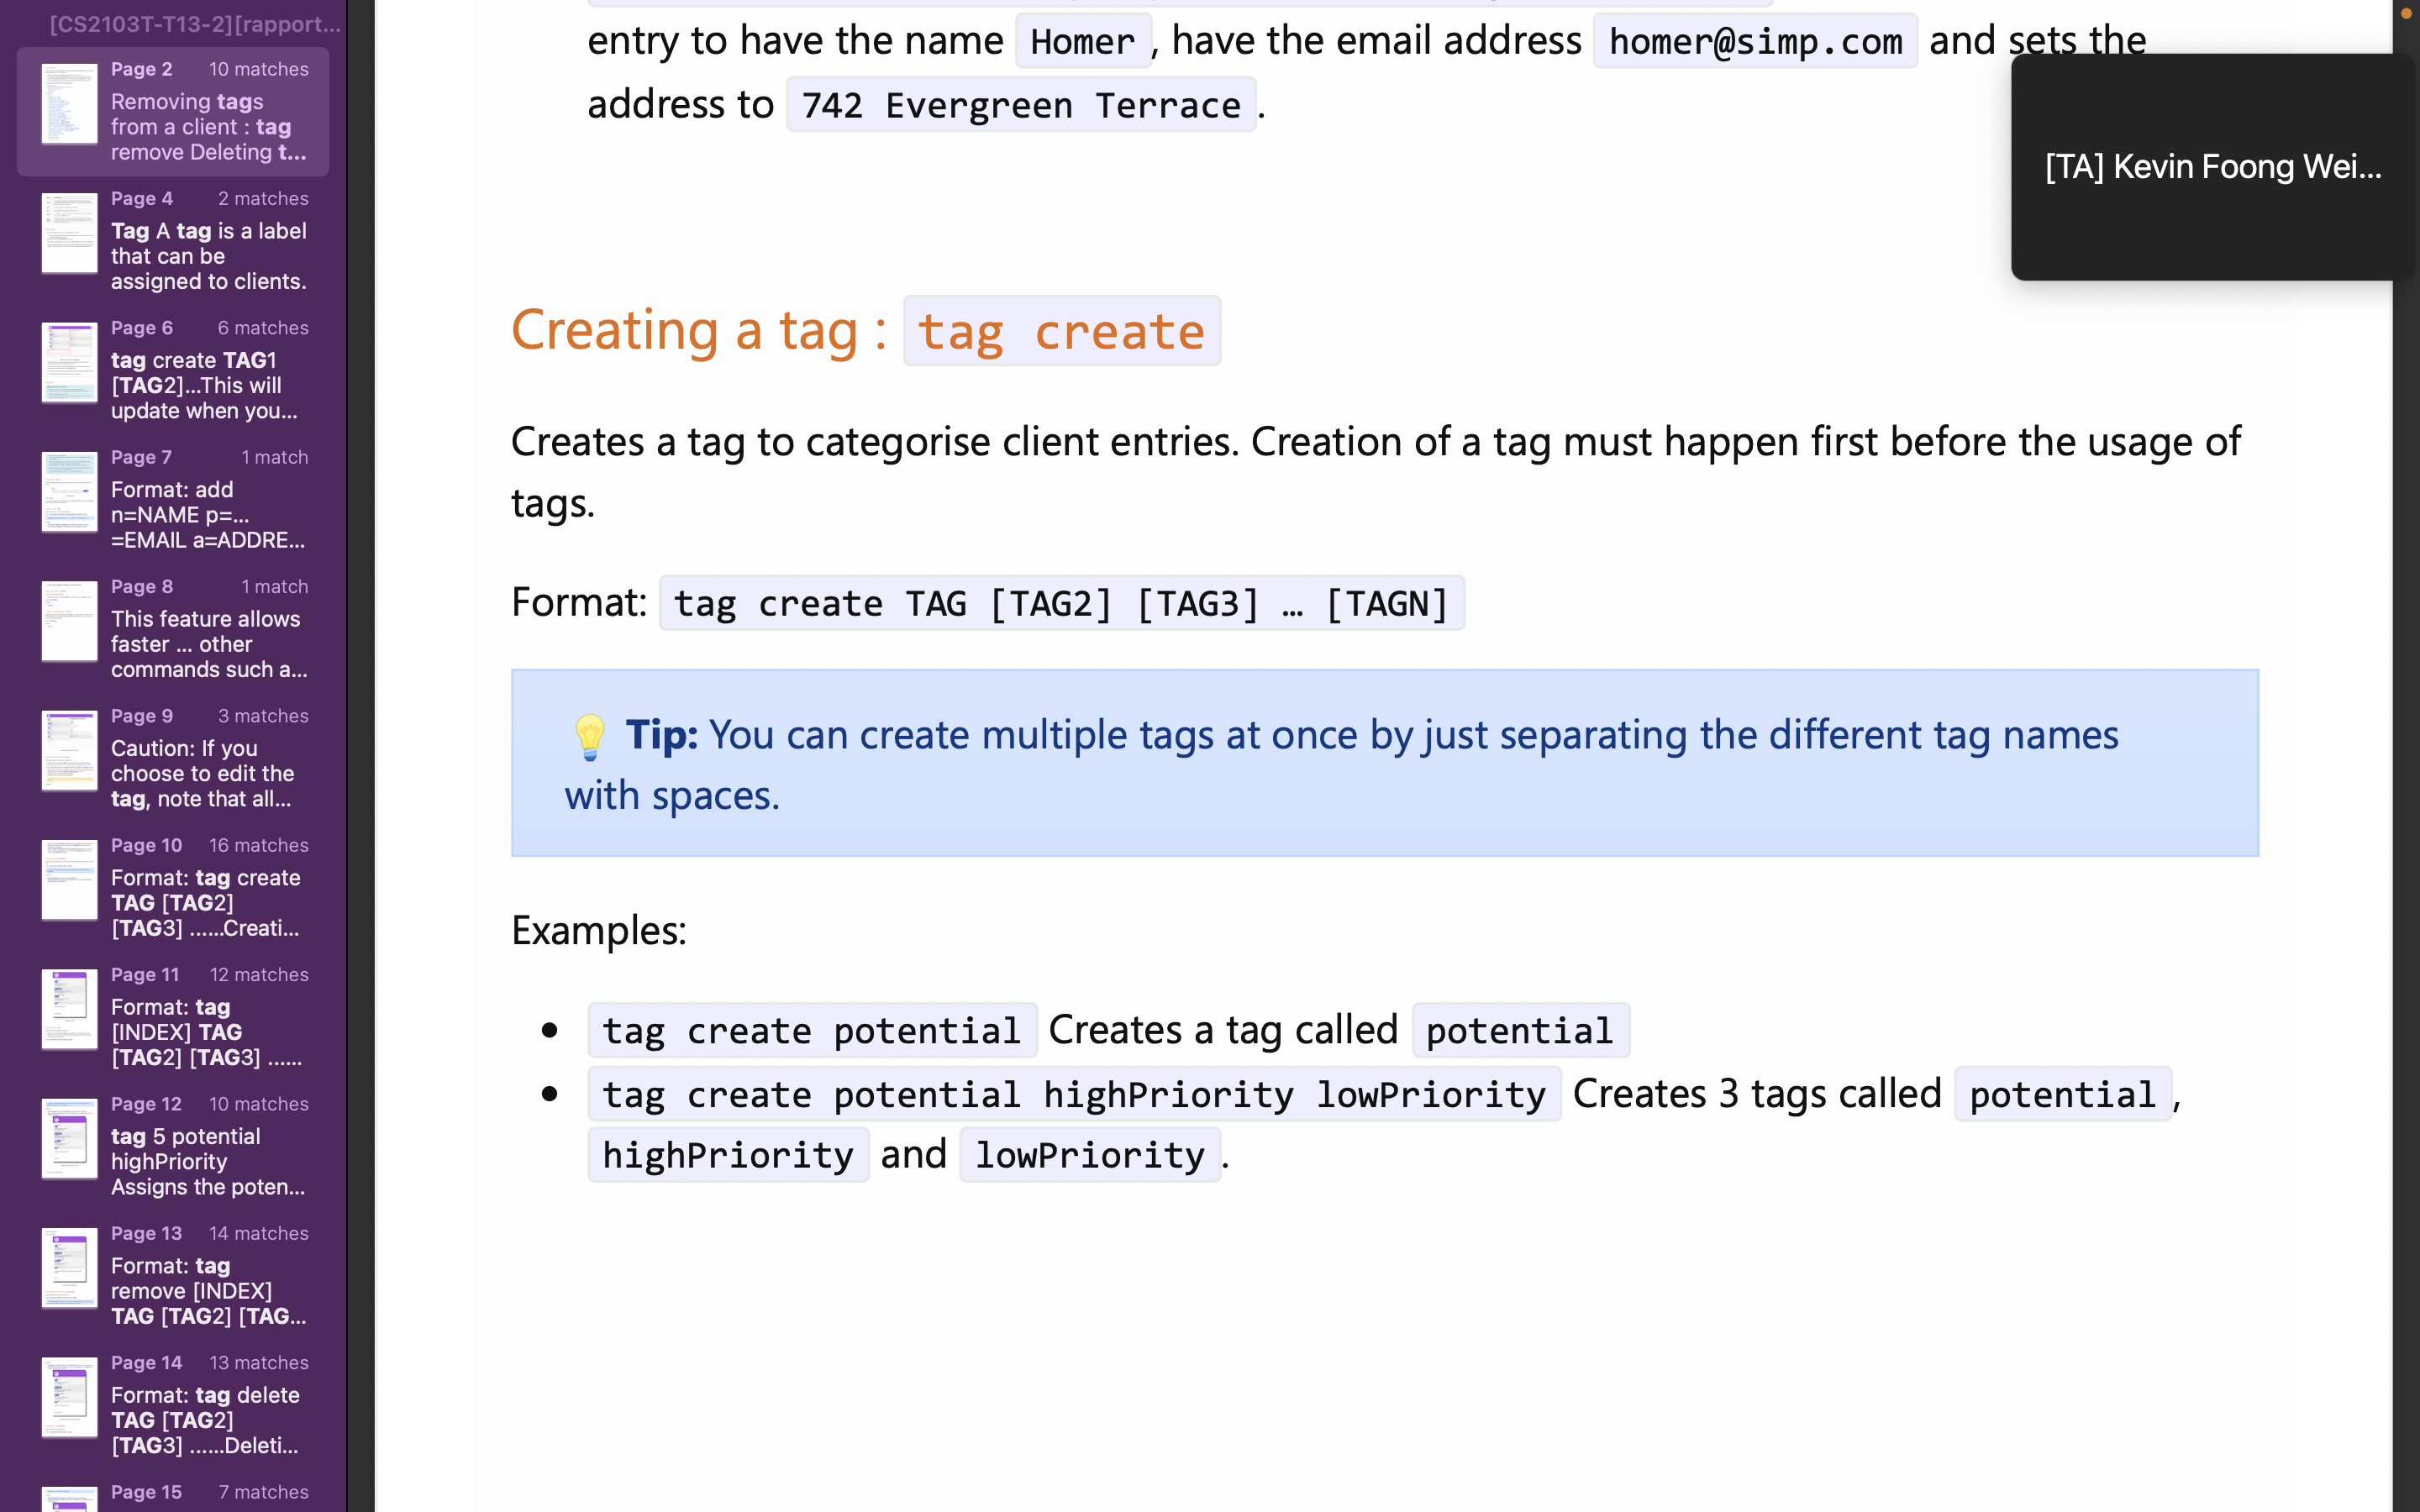 [CS2103T-T13-2][rapport...
Page 2 10 matches
Removing tags
from a client : tag
remove Deleting t...
Page 4 2 matches
Tag A tag is a label
that can be
assigned to clients.
Page 6 6 matches
tag create TAG1
[TAG2]...This will
update when you...
Page 7 1 match
Format: add
n=NAME p=...
=EMAIL a=ADDRE...
Page 8 1 match
This feature allows
faster ... other
commands such a...
Page 9 3 matches
Caution: If you
choose to edit the
tag, note that all...
Page 10 16 matches
Format: tag create
TAG [TAG2]
[TAG3] ......Creati...
Page 11 12 matches
Format: tag
[INDEX] TAG
[TAG2] [TAG3] ......
Page 12 10 matches
tag 5 potential
highPriority
Assigns the poten...
Page 13 14 matches
Format: tag
remove [INDEX]
TAG [TAG2] [TAG...
Page 14 13 matches
Format: tag delete
TAG [TAG2]
[TAG3] ......Deleti...
Page 15 7 matches
entry to have the name Homer, have the email address homer@simp.com and sets the
address to 742 Evergreen Terrace.
[TA] Kevin Foong Wei...
Creating a tag : tag create
Creates a tag to categorise client entries. Creation of a tag must happen first before the usage of
tags.
Format: tag create TAG [TAG2] [TAG3] … [TAGN]
💡 Tip: You can create multiple tags at once by just separating the different tag names
with spaces.
Examples:
• tag create potential Creates a tag called potential
• tag create potential highPriority lowPriority Creates 3 tags called potential,
highPriority and lowPriority.